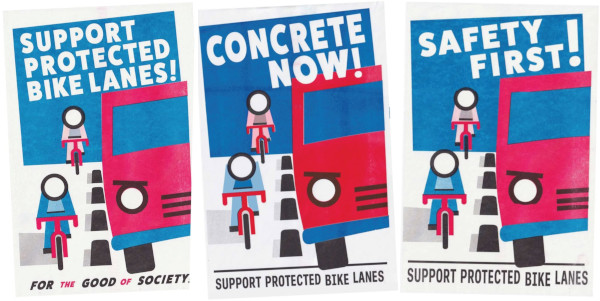 SUPPORT
PROTECTED
BIKE LANES!
FOR THE GOOD OF SOCIETY.
CONCRETE
NOW!
SUPPORT PROTECTED BIKE LANES
SAFETY
FIRST!
SUPPORT PROTECTED BIKE LANES